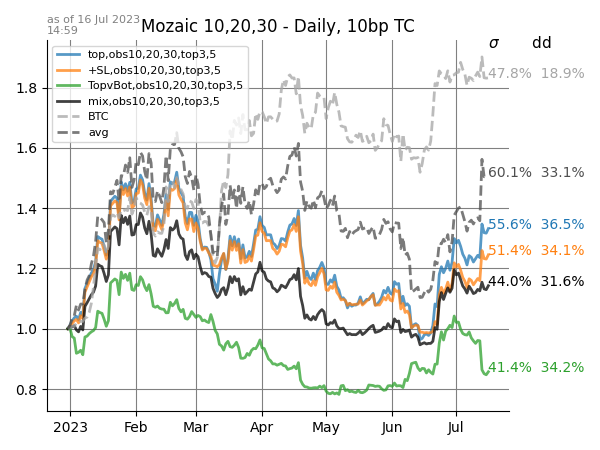 as of 16 Jul 2023
14:59
Mozaic 10,20,30 - Daily, 10bp TC
σ dd
top,obs10,20,30,top3,5
+SL,obs10,20,30,top3,5
TopvBot,obs10,20,30,top3,5
mix,obs10,20,30,top3,5
BTC
avg
47.8% 18.9%
60.1% 33.1%
55.6% 36.5%
51.4% 34.1%
44.0% 31.6%
41.4% 34.2%
1.8
1.6
1.4
1.2
1.0
0.8
2023 Feb Mar Apr May Jun Jul